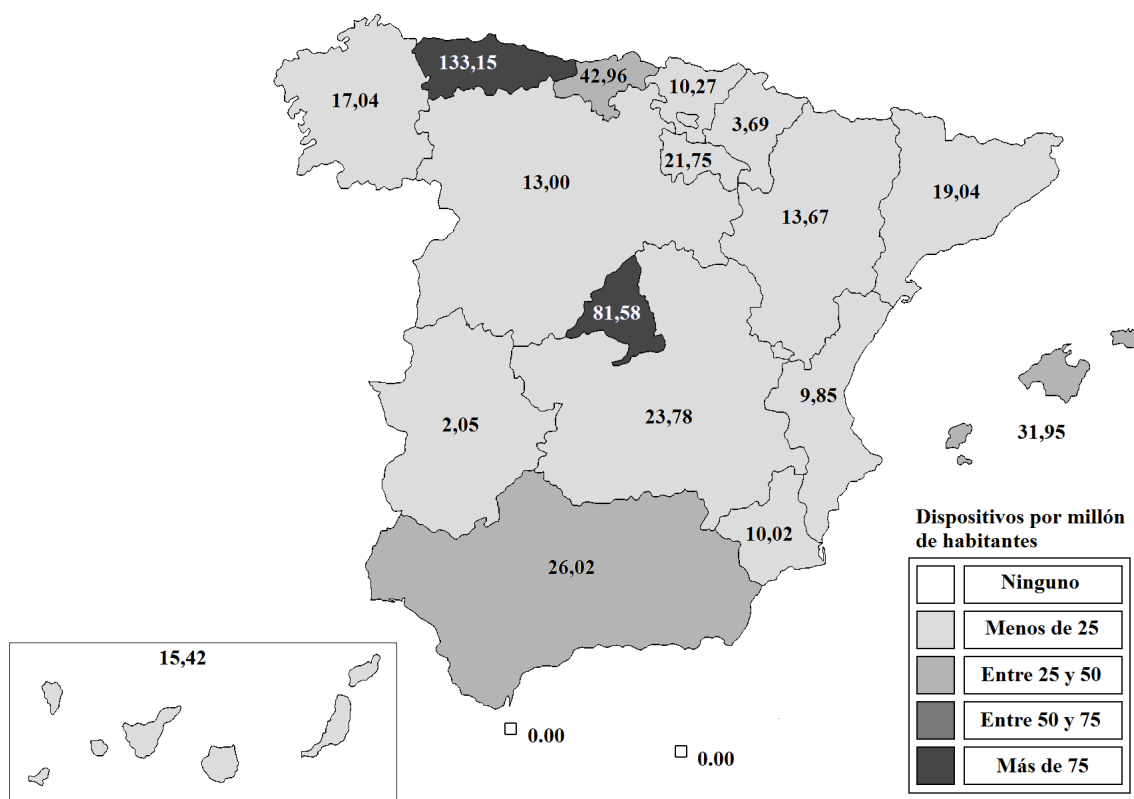 133,15
42,96
10,27
17,04
3,69
21,75
13,00
19,04
13,67
81,58
9,85
2,05
23,78
31,95
10,02
26,02
15,42
0.00
0.00
Dispositivos por millón
de habitantes
Ninguno
Menos de 25
Entre 25 y 50
Entre 50 y 75
Más de 75